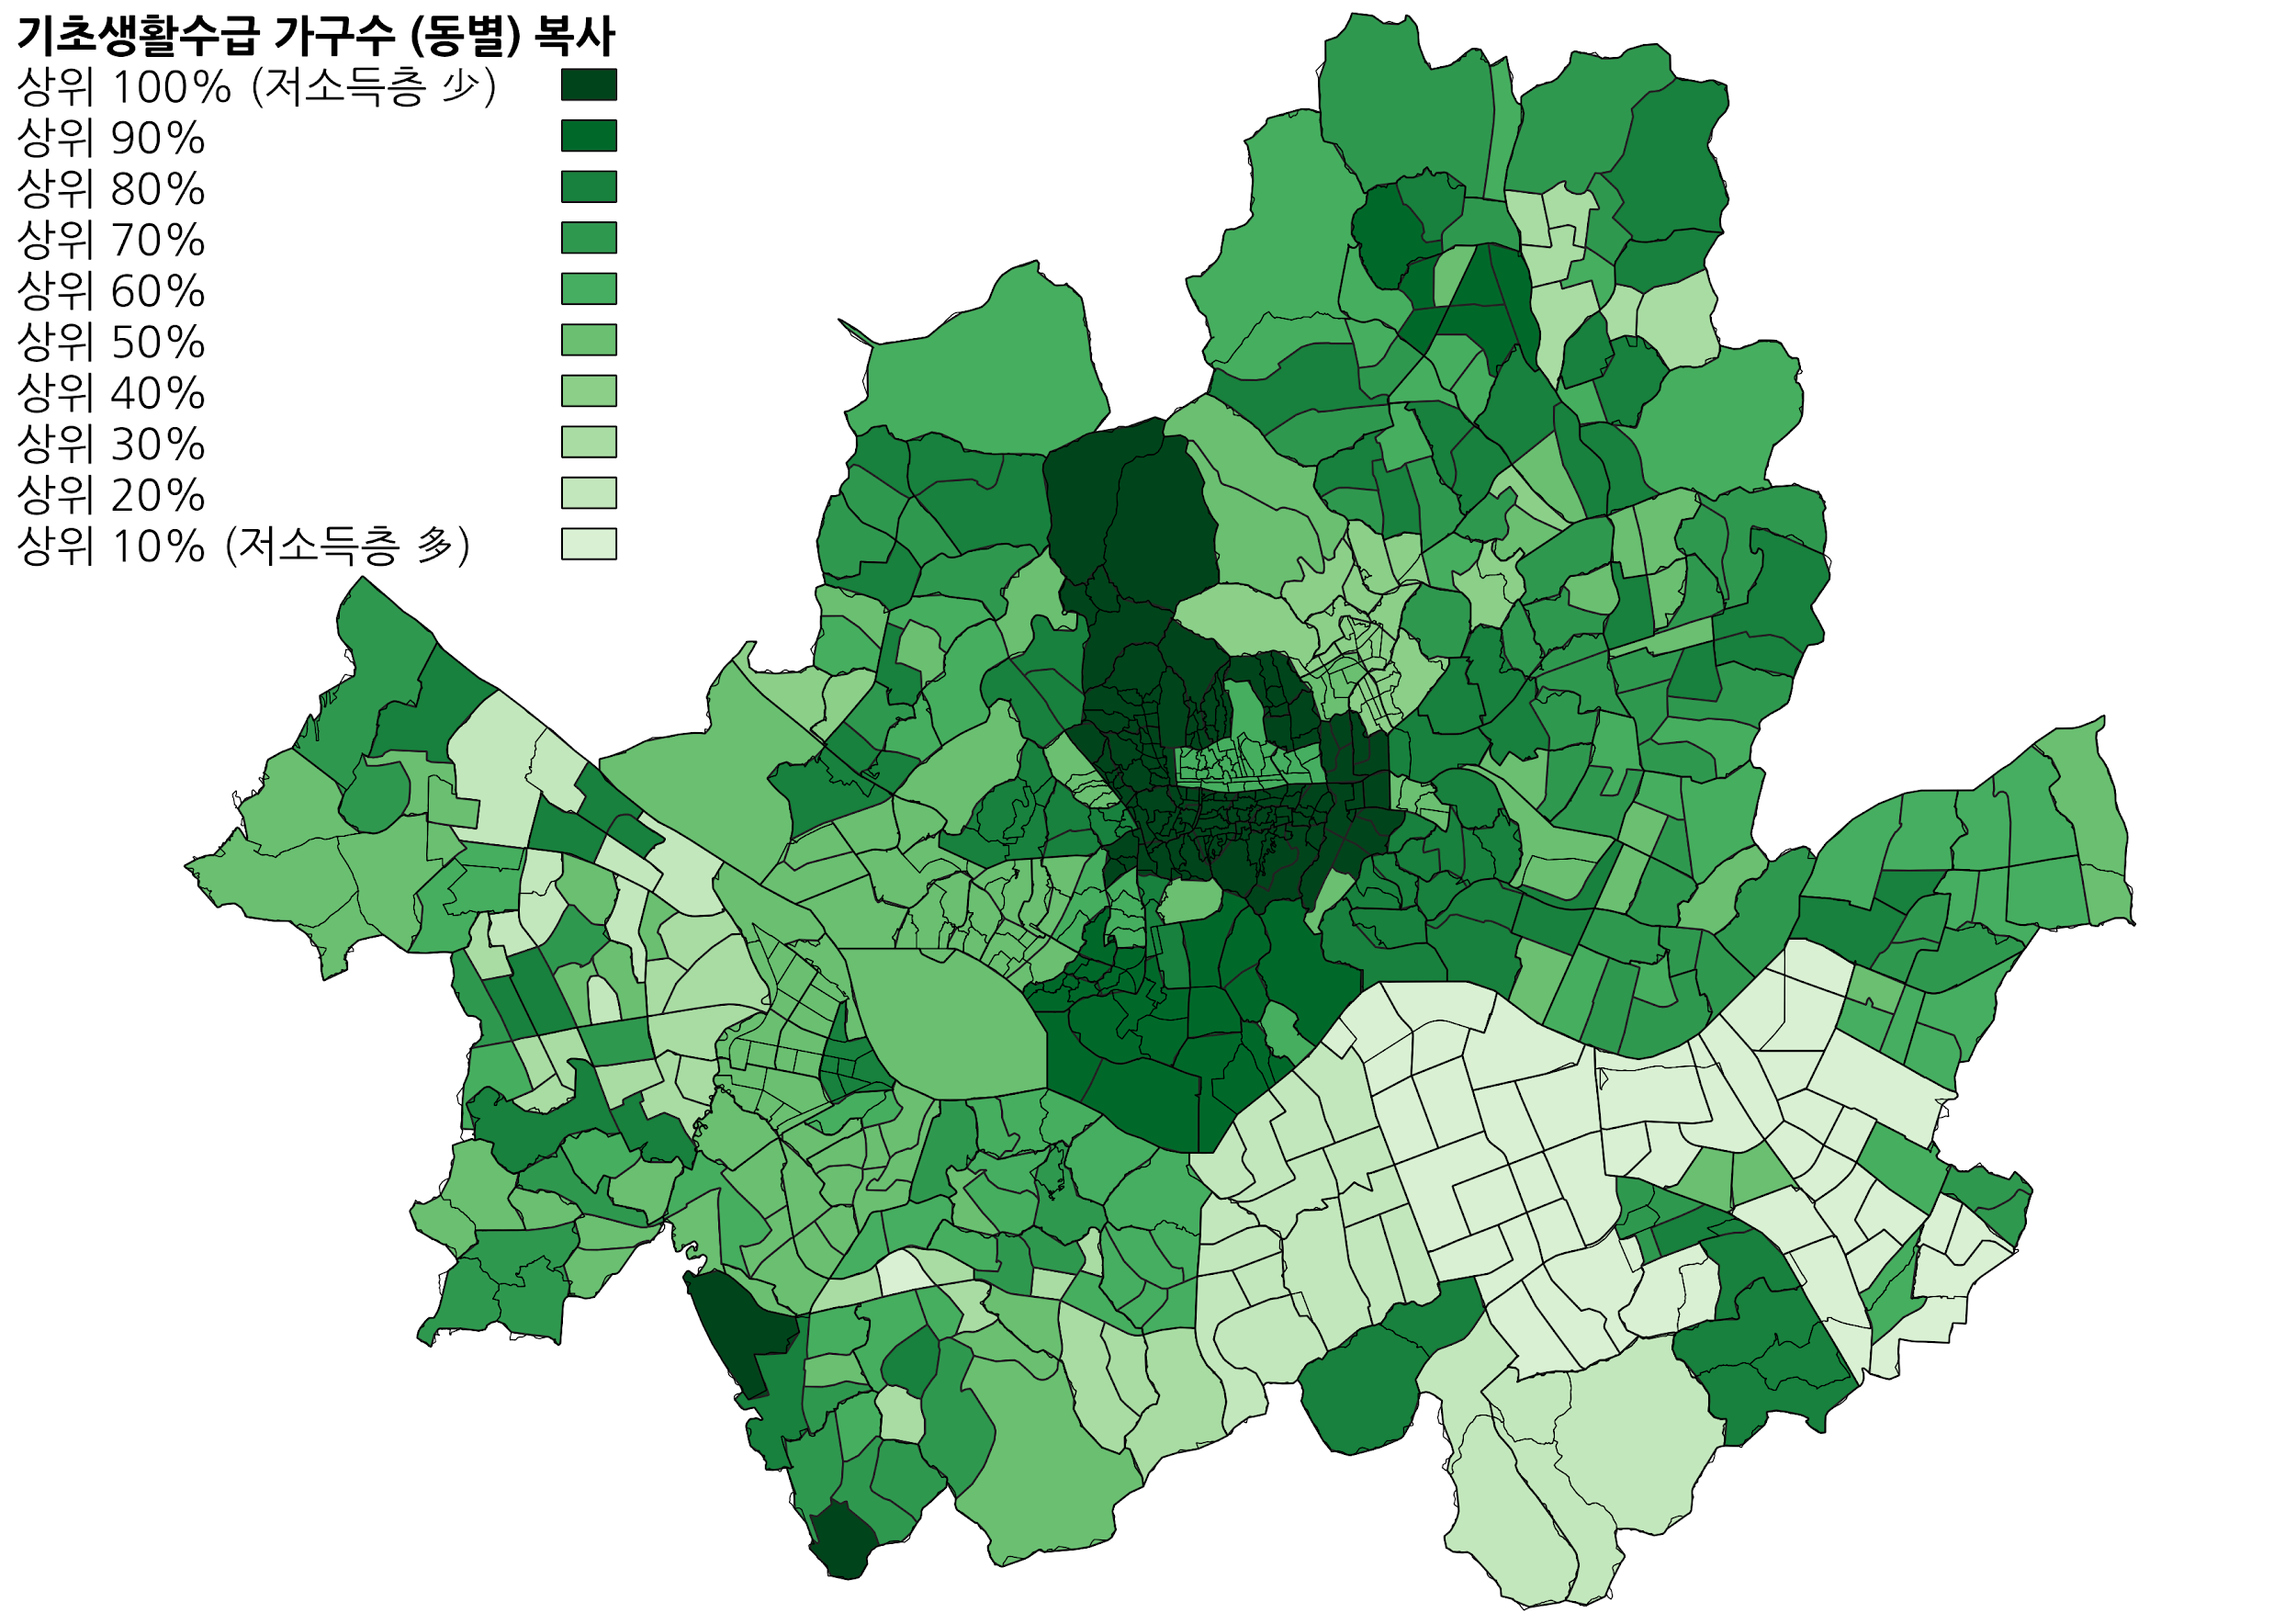 기초생활수급 가구수 (동별) 복사
상위 100% (저소득층 少)
상위 90%
상위 80%
상위 70%
상위 60%
상위 50%
상위 40%
상위 30%
상위 20%
상위 10% (저소득층 多)